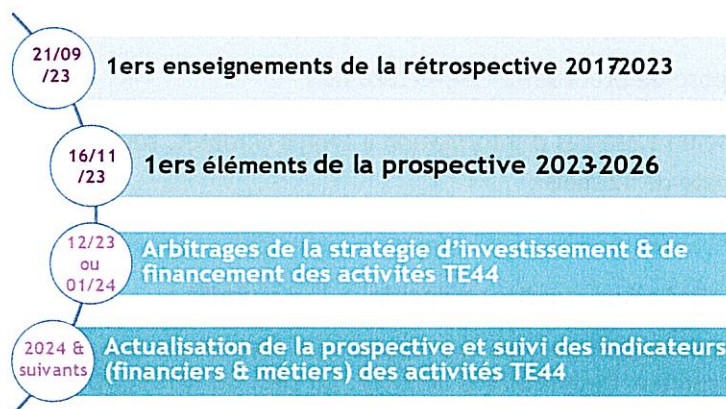 21/09
/23
1ers enseignements de la rétrospective 2017-2023
16/11
/23
1ers éléments de la prospective 2023-2026
12/23
ou
01/24
Arbitrages de la stratégie d'investissement & de
financement des activités TE44
2024 &
suivants
Actualisation de la prospective et suivi des indicateurs
(financiers & métiers) des activités TE44